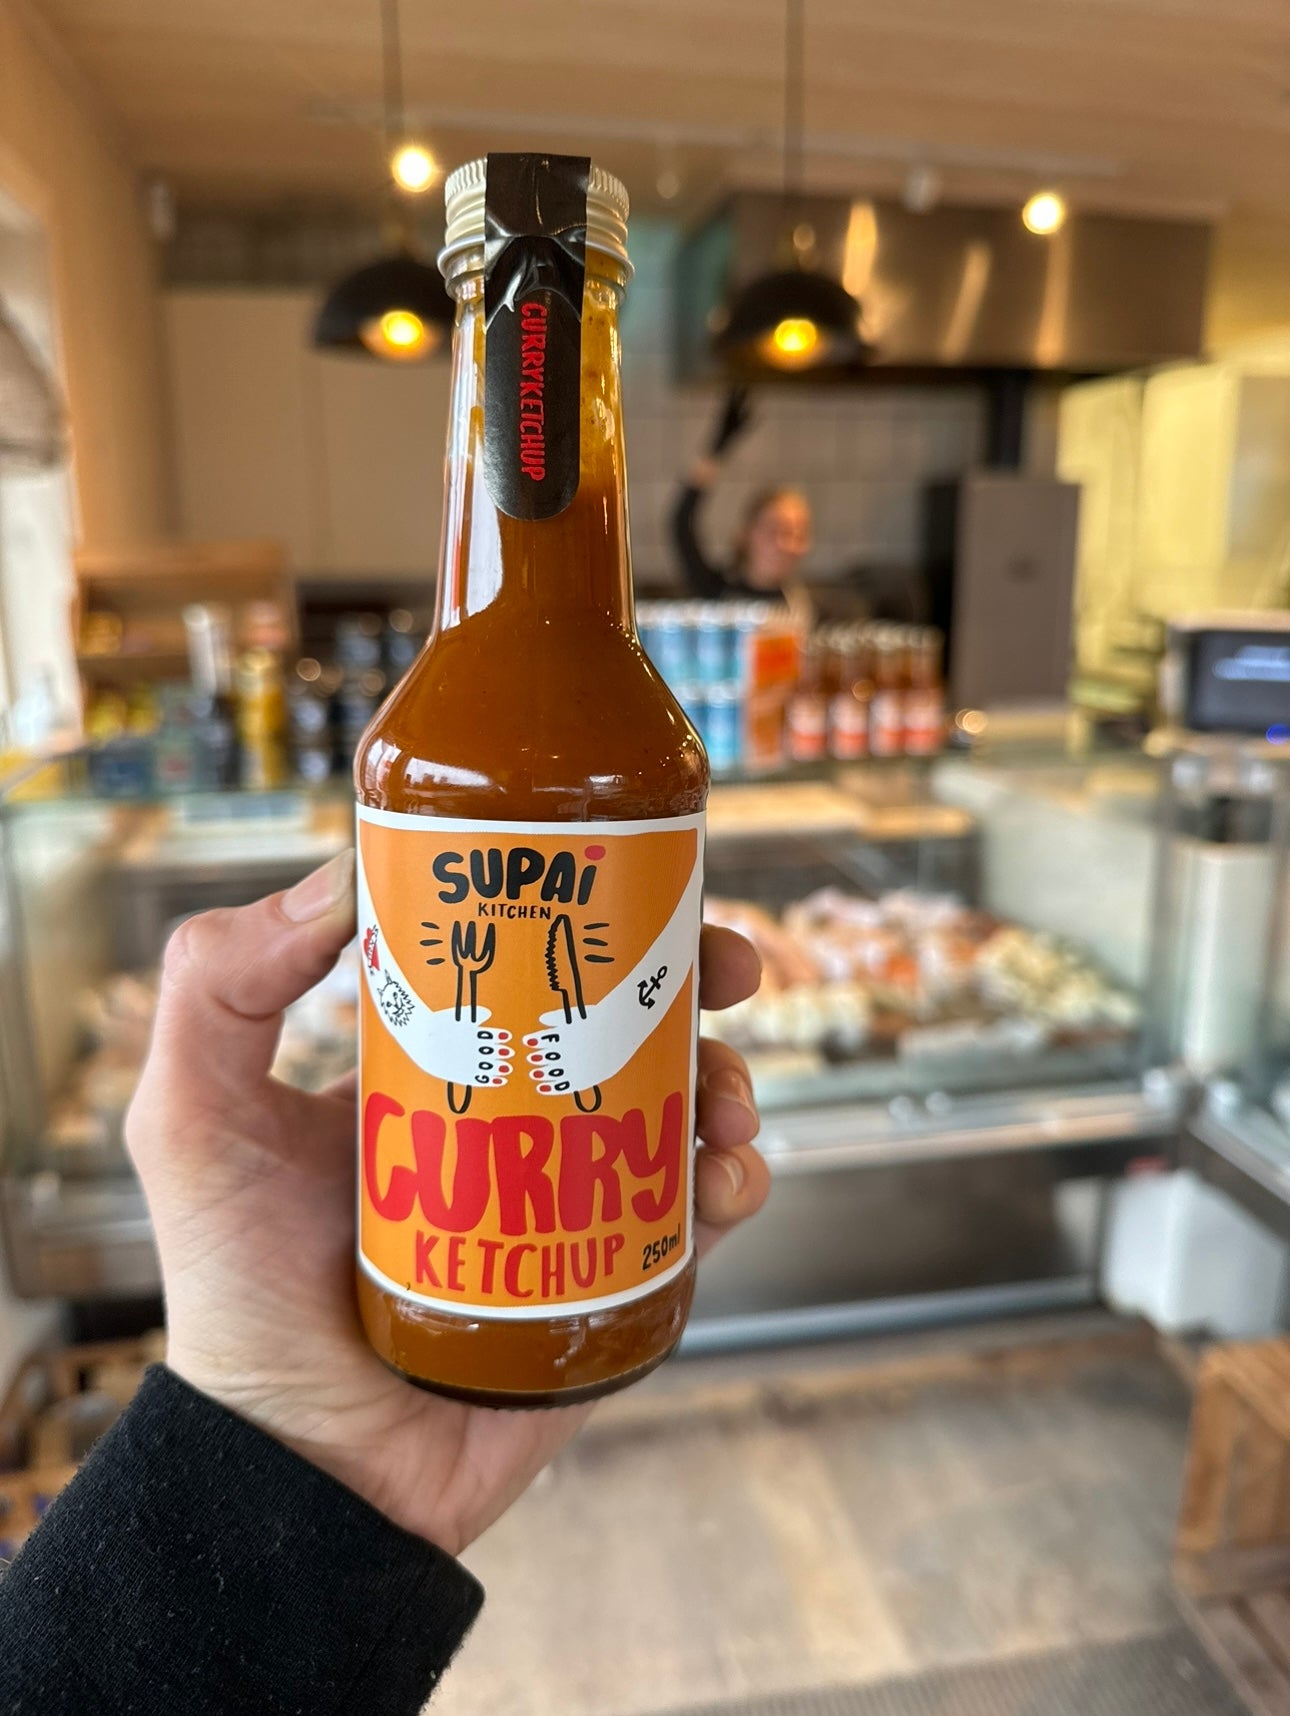 CURRYKETCHUP
SUPAi
KITCHEN
GOOD
FOOD
CURRY
KETCHUP
250ml